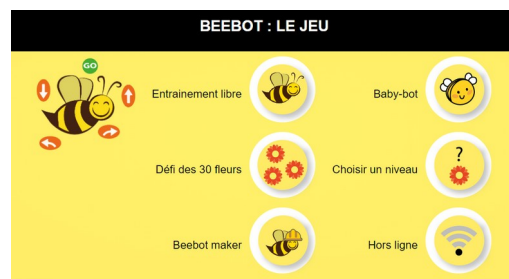 BEEBOT : LE JEU
GO
Entrainement libre
Baby-bot
Défi des 30 fleurs
Choisir un niveau
?
Beebot maker
Hors ligne